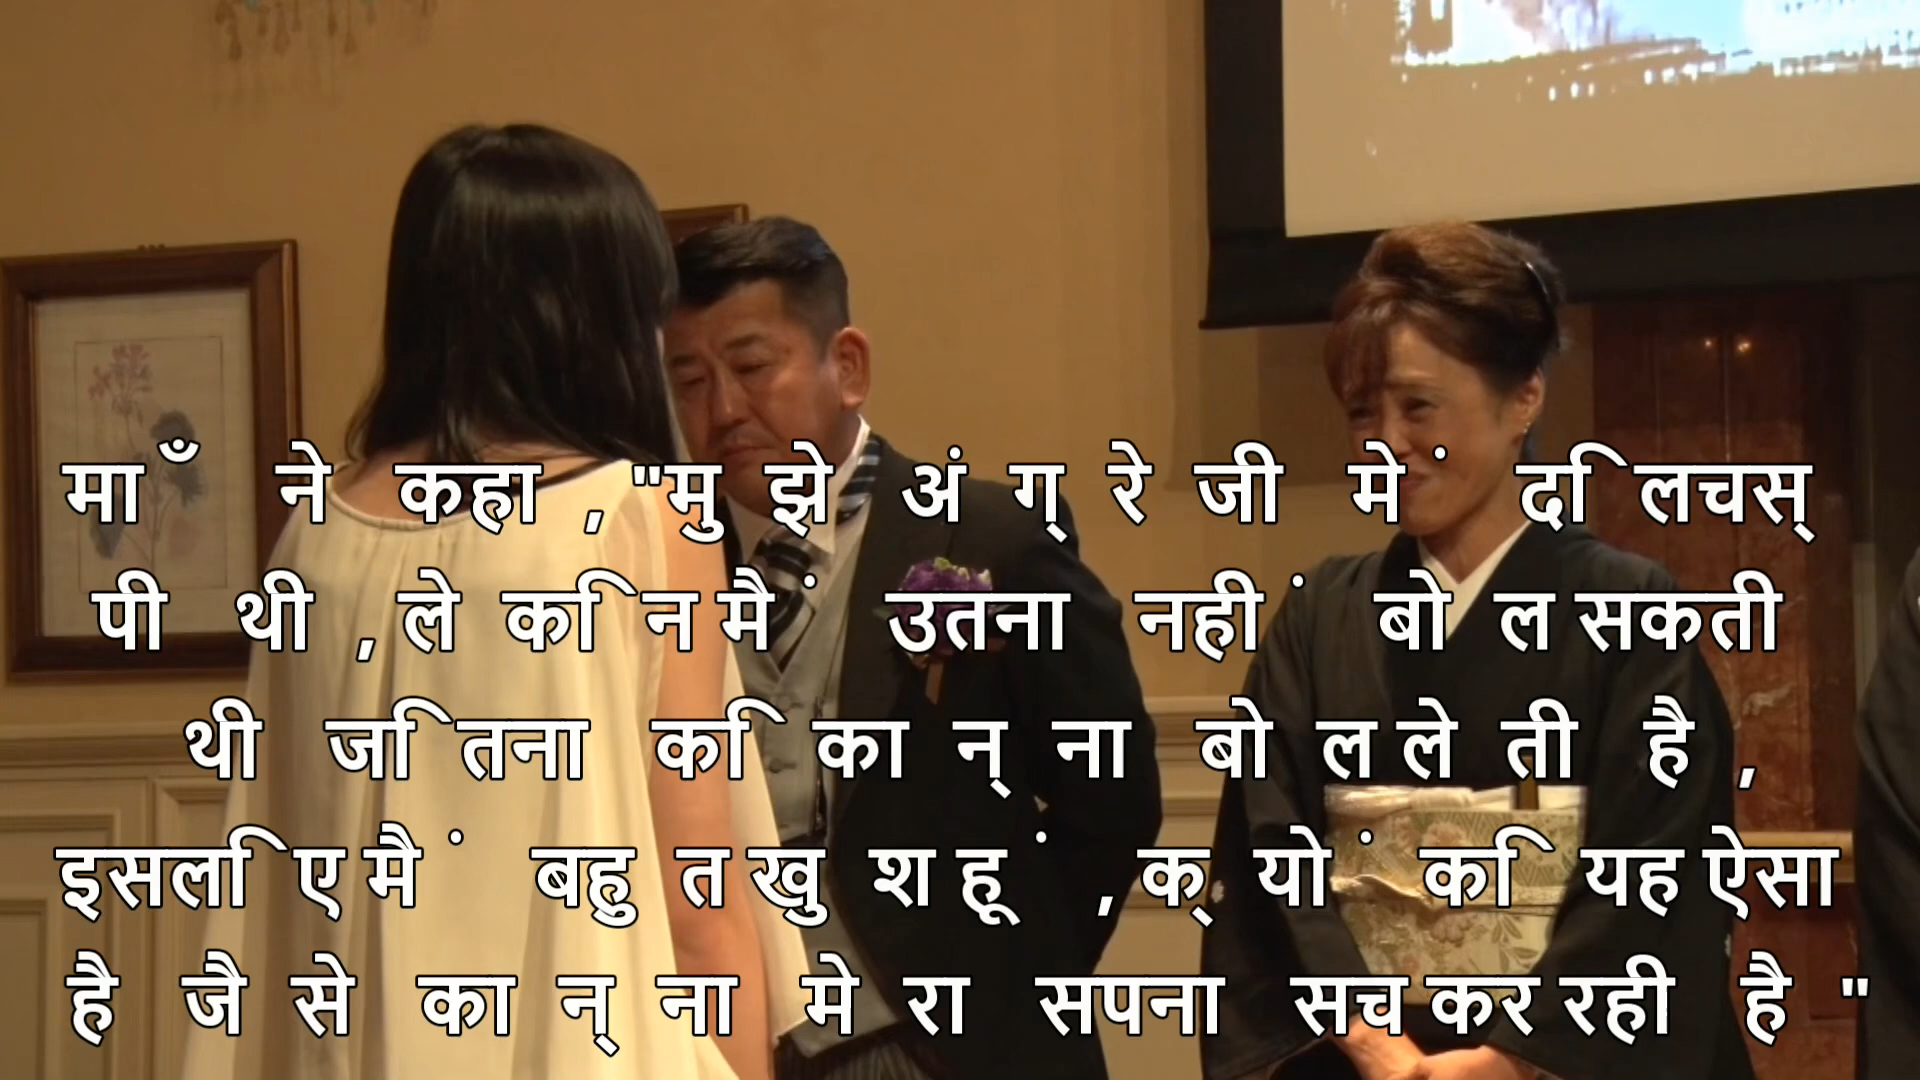 माँ ने कहा, "मुझे अंग्रेजी में दिलचस्
पी थी, लेकिन मैं उतना नहीं बोल सकती
थी जितना कि कान्ना बोल लेती है,
इसलिए मैं बहुत खुश हूं, क्योंकि यह ऐसा
है जैसे कान्ना मेरा सपना सच कर रही है"